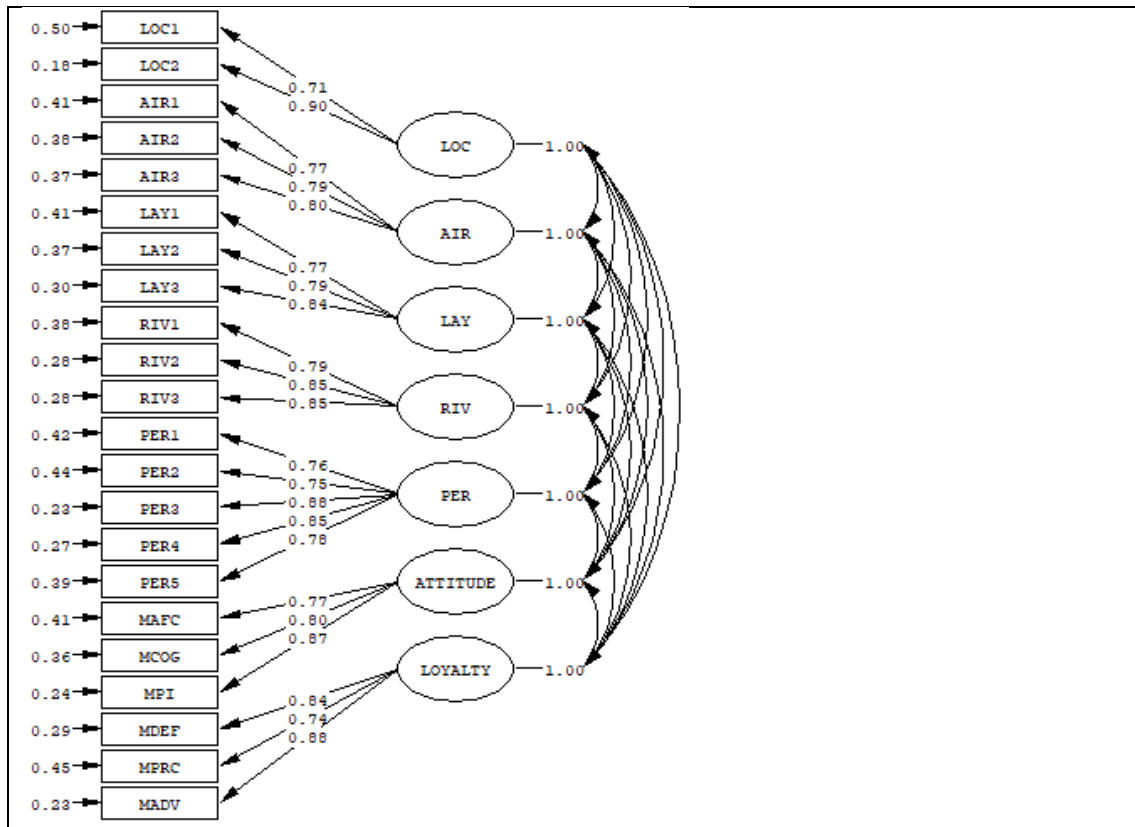 0.50 LOC1
0.18 LOC2
0.41 AIR1
0.38 AIR2
0.37 AIR3
0.41 LAY1
0.37 LAY2
0.30 LAY3
0.38 RIV1
0.28 RIV2
0.28 RIV3
0.42 PER1
0.44 PER2
0.23 PER3
0.27 PER4
0.39 PER5
0.41 MAFC
0.36 MCOG
0.24 MPI
0.29 MDEF
0.45 MPRC
0.23 MADV
0.71
0.90
0.77
0.79
0.80
0.77
0.79
0.84
0.79
0.85
0.85
0.76
0.75
0.88
0.85
0.78
0.77
0.80
0.87
0.84
0.74
0.88
LOC 1.00
AIR 1.00
LAY 1.00
RIV 1.00
PER 1.00
ATTITUDE 1.00
LOYALTY 1.00